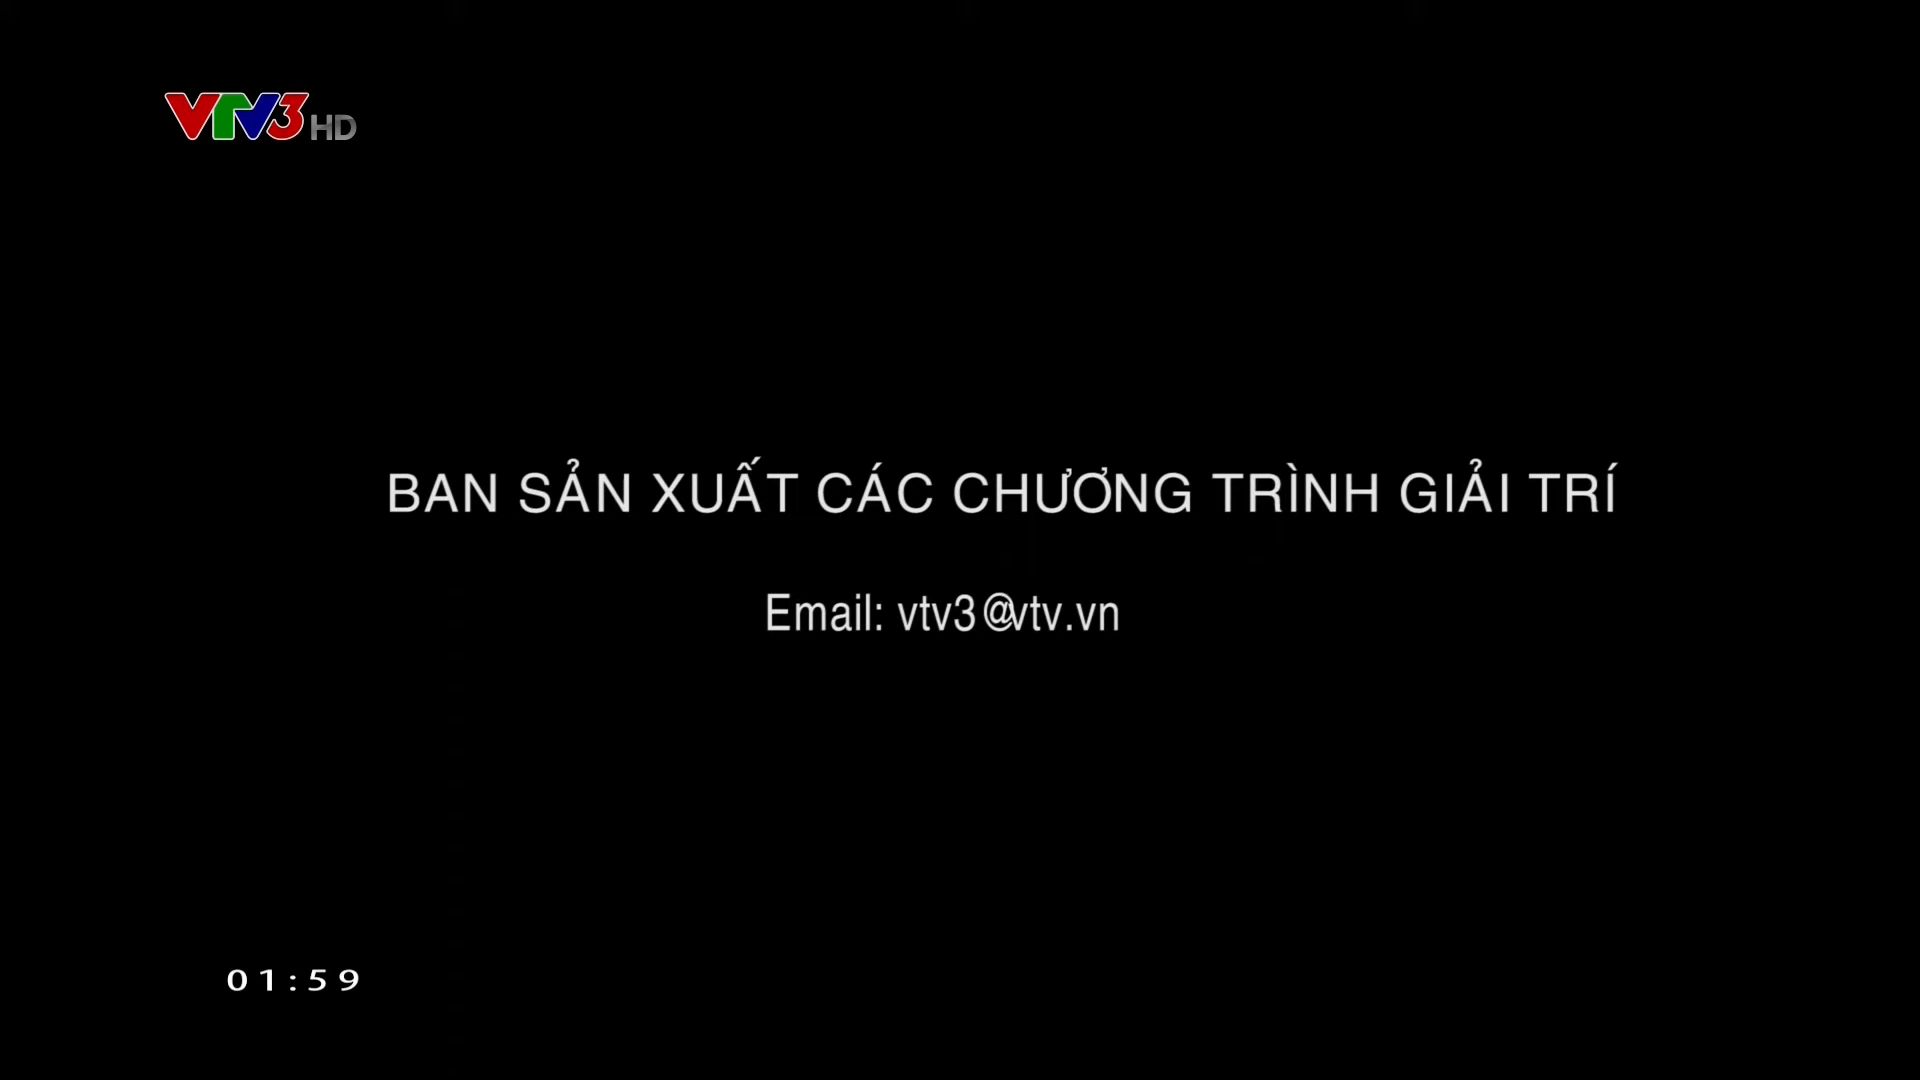 VTV3 HD
BAN SẢN XUẤT CÁC CHƯƠNG TRÌNH GIẢI TRÍ
Email: vtv3@vtv.vn
01:59